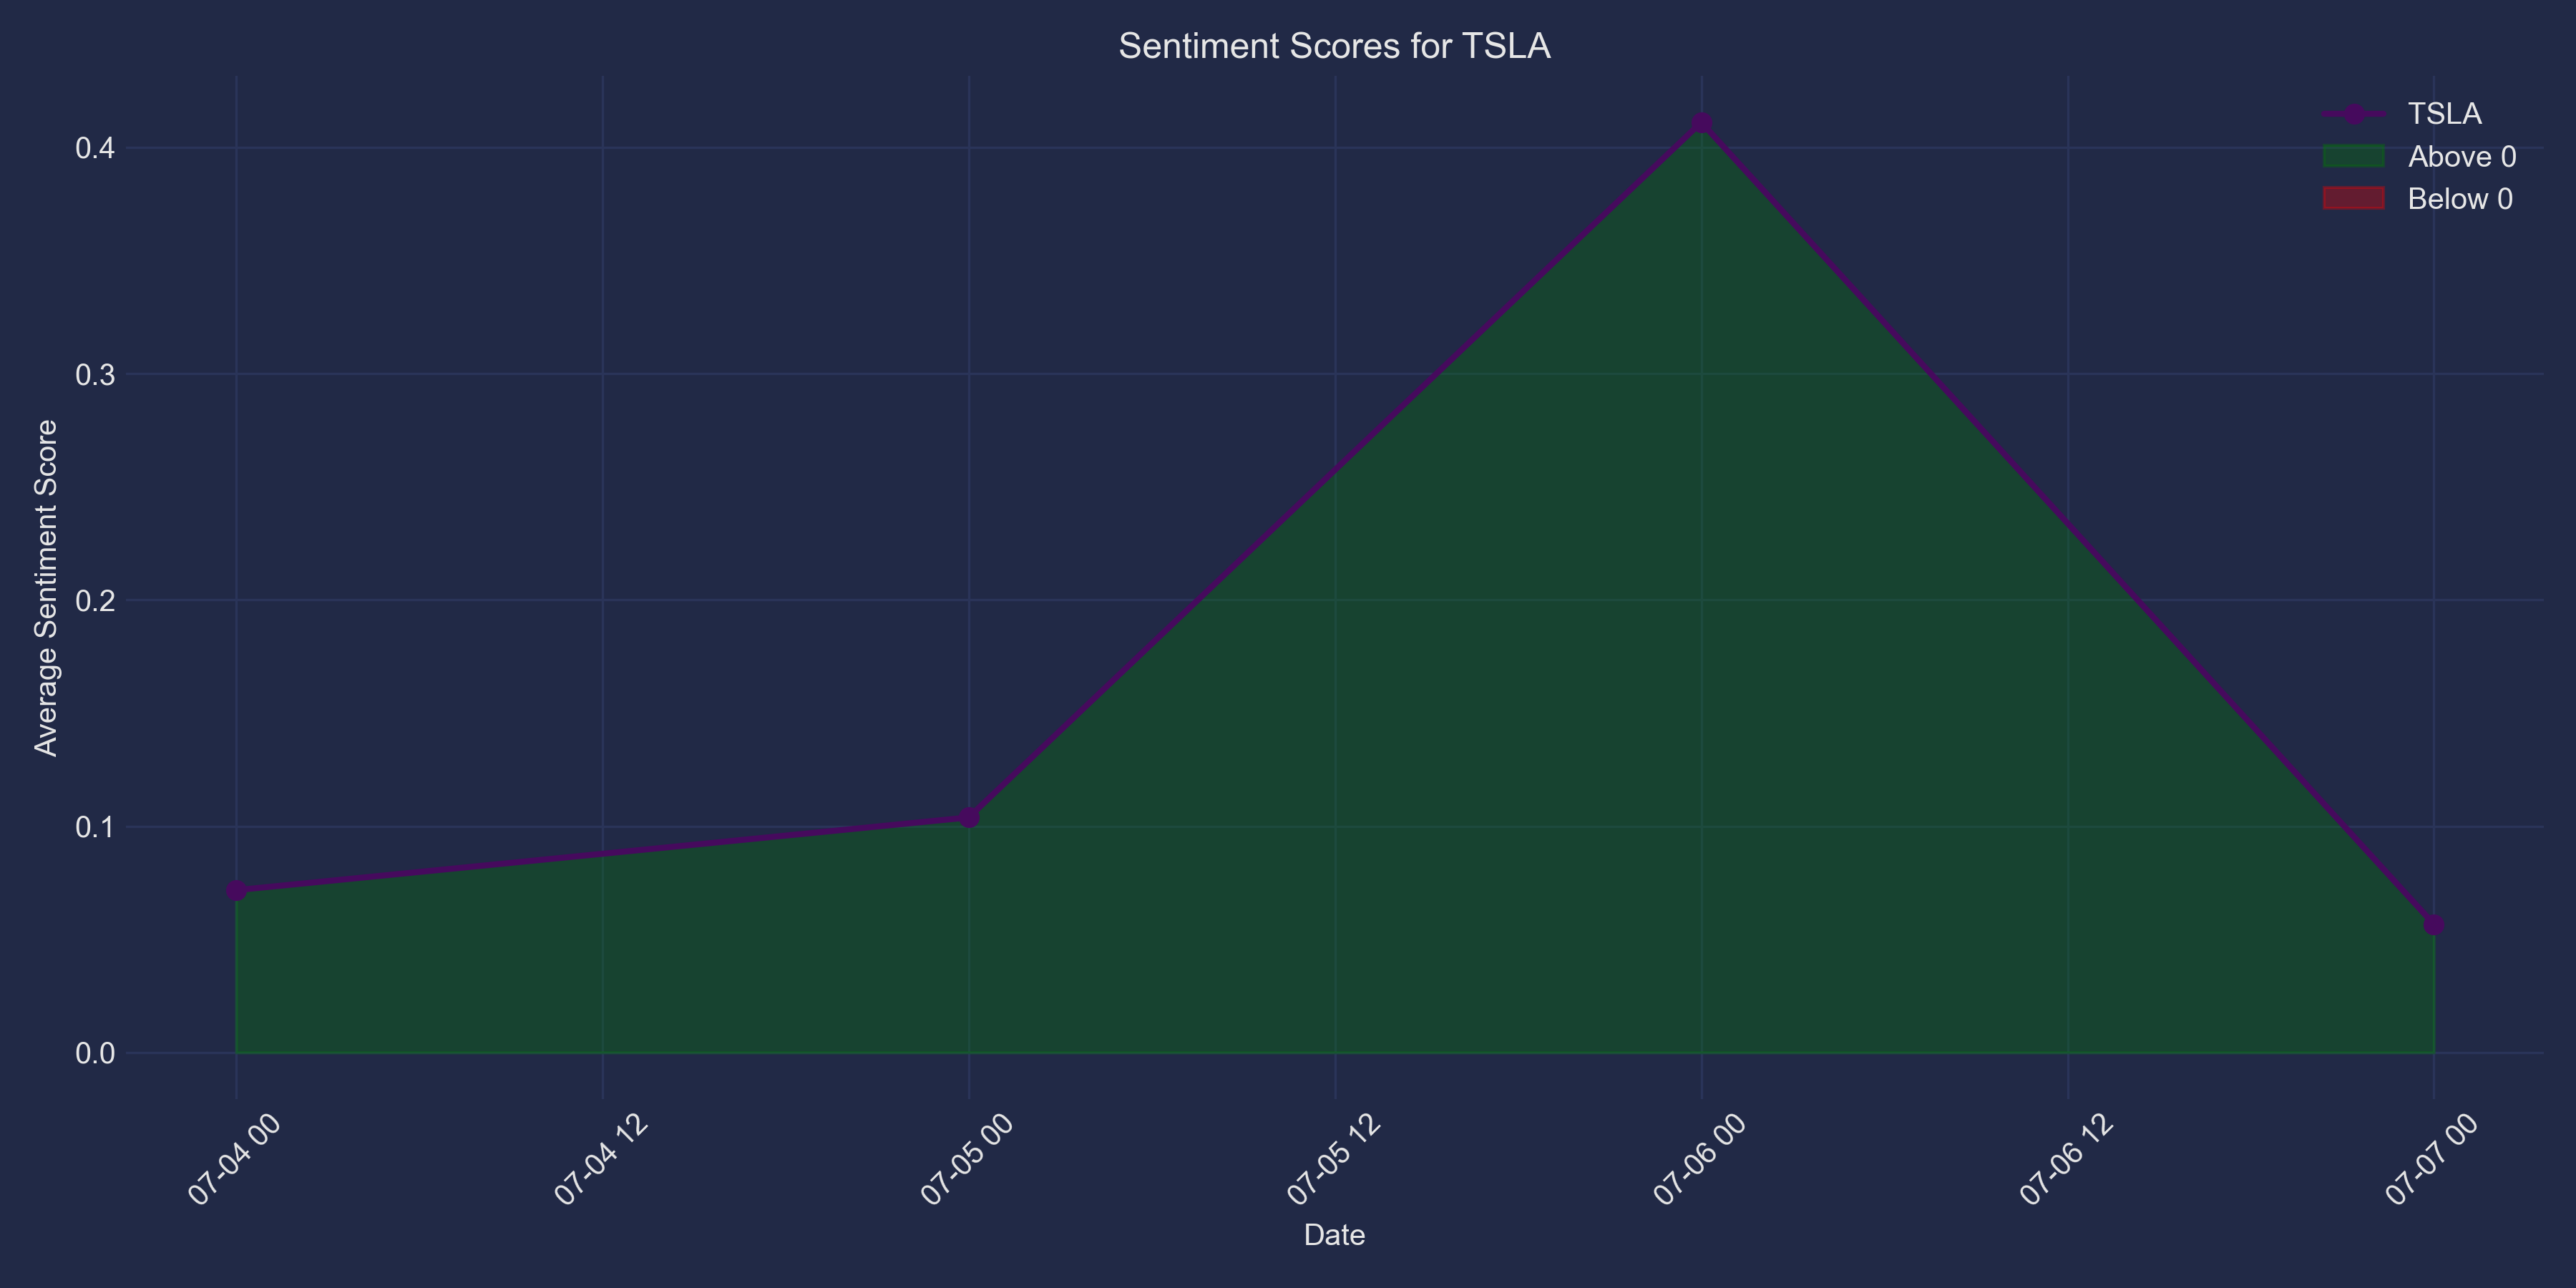 Sentiment Scores for TSLA
TSLA
Above 0
Below 0
Average Sentiment Score
0.4
0.3
0.2
0.1
0.0
07-04 00
07-04 12
07-05 00
07-05 12
07-06 00
07-06 12
07-07 00
Date